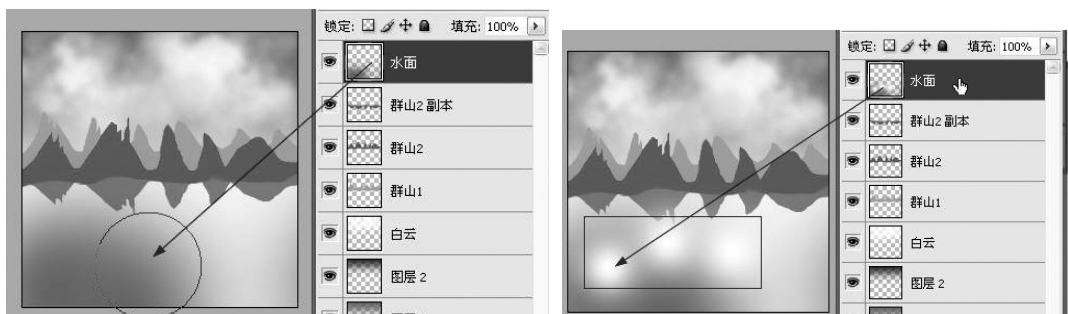 锁定: 填充: 100%
水面
群山2 副本
群山2
群山1
白云
图层 2
锁定: 填充: 100%
水面
群山2 副本
群山2
群山1
白云
图层 2